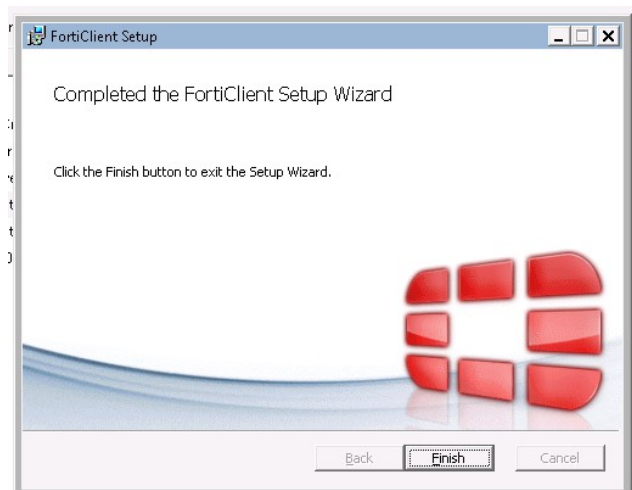 FortiClient Setup
Completed the FortiClient Setup Wizard
Click the Finish button to exit the Setup Wizard.
Back Finish Cancel